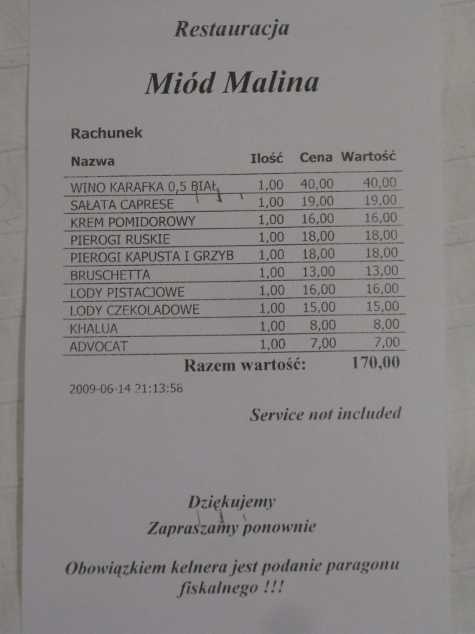 Restauracja
Miód Malina
Rachunek
Nazwa Ilość Cena Wartość
WINO KARAFKA 0,5 BIAŁ 1,00 40,00 40,00
SAŁATA CAPRESE 1,00 19,00 19,00
KREM POMIDOROWY 1,00 16,00 16,00
PIEROGI RUSKIE 1,00 18,00 18,00
PIEROGI KAPUSTA I GRZYB 1,00 18,00 18,00
BRUSCHETTA 1,00 13,00 13,00
LODY PISTACJOWE 1,00 16,00 16,00
LODY CZEKOLADOWE 1,00 15,00 15,00
KHALUA 1,00 8,00 8,00
ADVOCAT 1,00 7,00 7,00
Razem wartość: 170,00
2009-06-14 21:13:56
Service not included
Dziękujemy
Zapraszamy ponownie
Obowiązkiem kelnera jest podanie paragonu
fiskalnego !!!